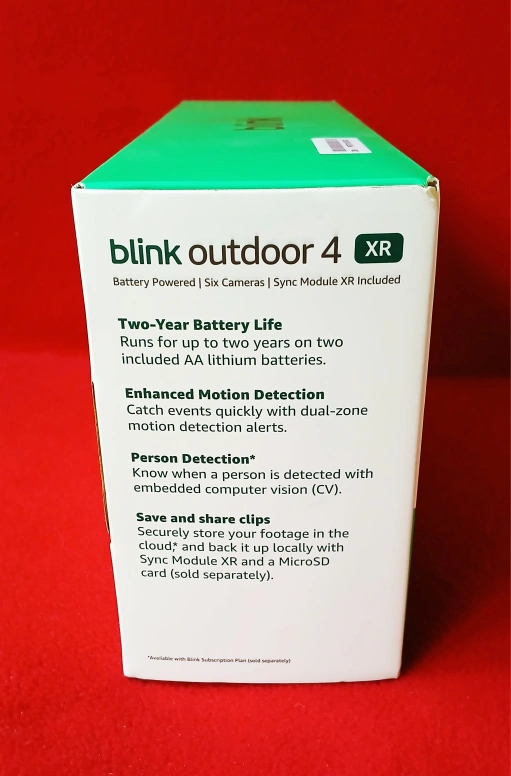 blink
blink outdoor 4 XR
Battery Powered | Six Cameras | Sync Module XR Included
Two-Year Battery Life
Runs for up to two years on two
included AA lithium batteries.
Enhanced Motion Detection
Catch events quickly with dual-zone
motion detection alerts.
Person Detection*
Know when a person is detected with
embedded computer vision (CV).
Save and share clips
Securely store your footage in the
cloud,* and back it up locally with
Sync Module XR and a MicroSD
card (sold separately).
*Available with Blink Subscription Plan (sold separately)